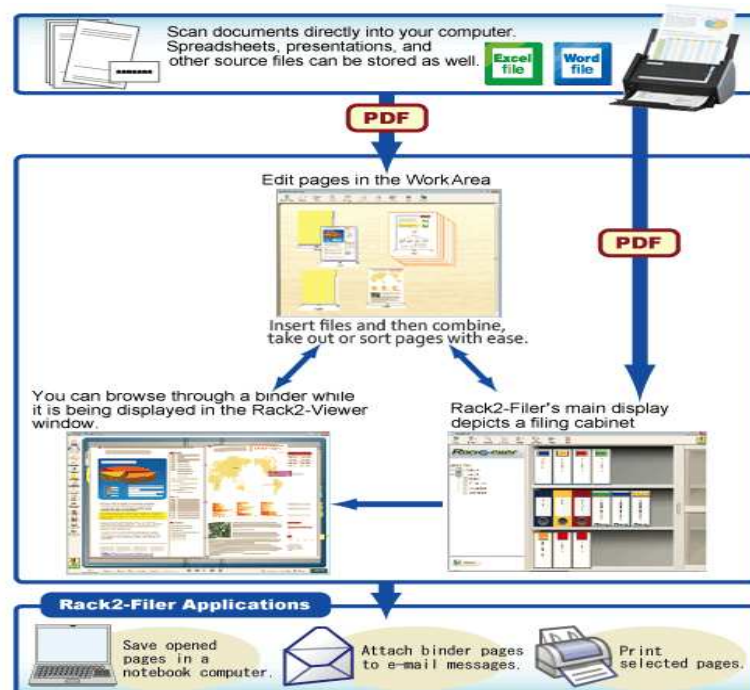 Scan documents directly into your computer.
Spreadsheets, presentations, and
other source files can be stored as well.
Excel
file
Word
file
PDF
Edit pages in the WorkArea
PDF
Insert files and then combine,
take out or sort pages with ease.
You can browse through a binder while
it is being displayed in the Rack2-Viewer
window.
Rack2-Filer's main display
depicts a filing cabinet
Rack2-Filer Applications
Save opened
pages in a
notebook computer.
Attach binder pages
to e-mail messages.
Print
selected pages.